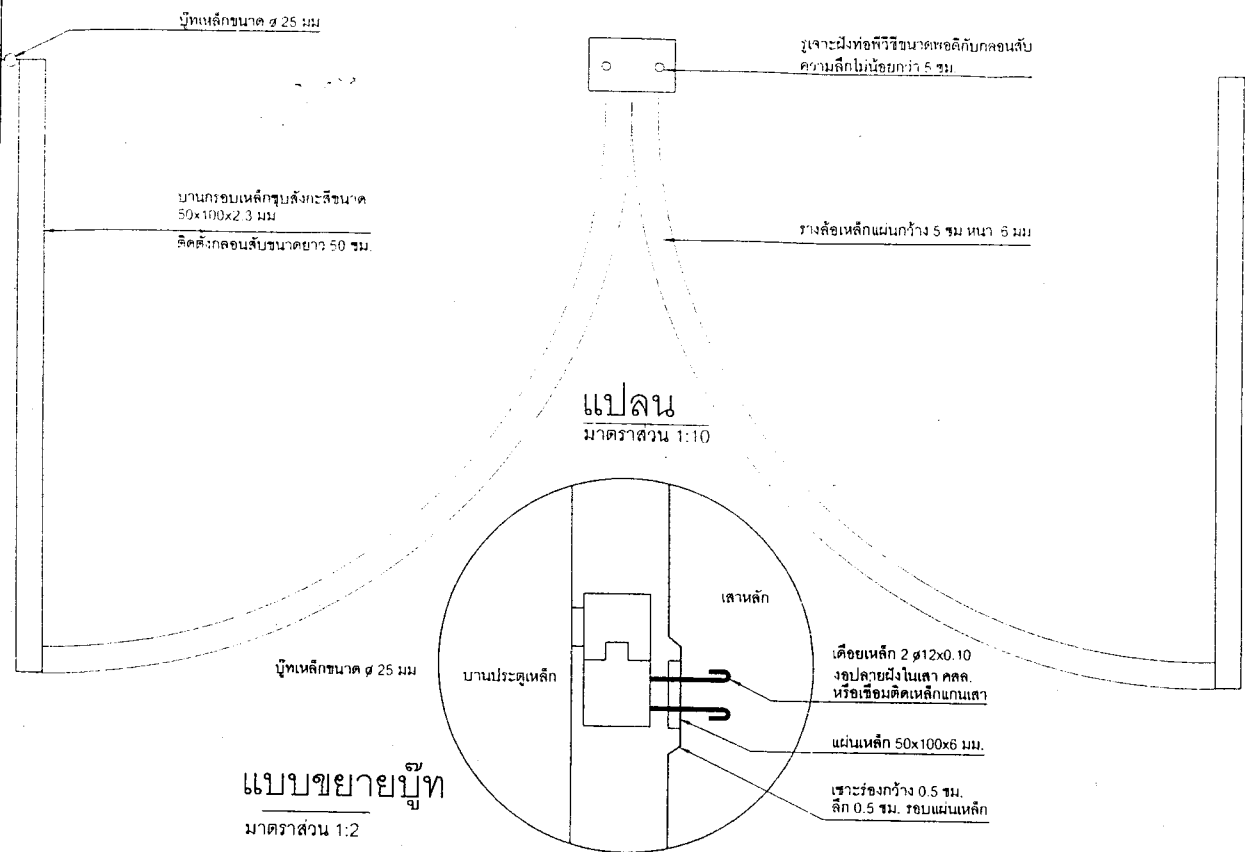 บู๊ทเหล็กขนาด ø 25 มม
รูเจาะฝังท่อพีวีซีขนาดพอดีกับกลอนสับ
ความลึกไม่น้อยกว่า 5 ซม.
บานกรอบเหล็กชุบสังกะสีขนาด
50x100x2.3 มม
ติดตั้งกลอนสับขนาดยาว 50 ซม.
รางล้อเหล็กแผ่นกว้าง 5 ซม หนา 6 มม
แปลน
มาตราส่วน 1:10
เสาหลัก
บู๊ทเหล็กขนาด ø 25 มม
บานประตูเหล็ก
เดือยเหล็ก 2 ø12x0.10
งอปลายฝังในเสา คสล.
หรือเชื่อมติดเหล็กแกนเสา
แผ่นเหล็ก 50x100x6 มม.
เซาะร่องกว้าง 0.5 ซม.
ลึก 0.5 ซม. รอบแผ่นเหล็ก
แบบขยายบู๊ท
มาตราส่วน 1:2